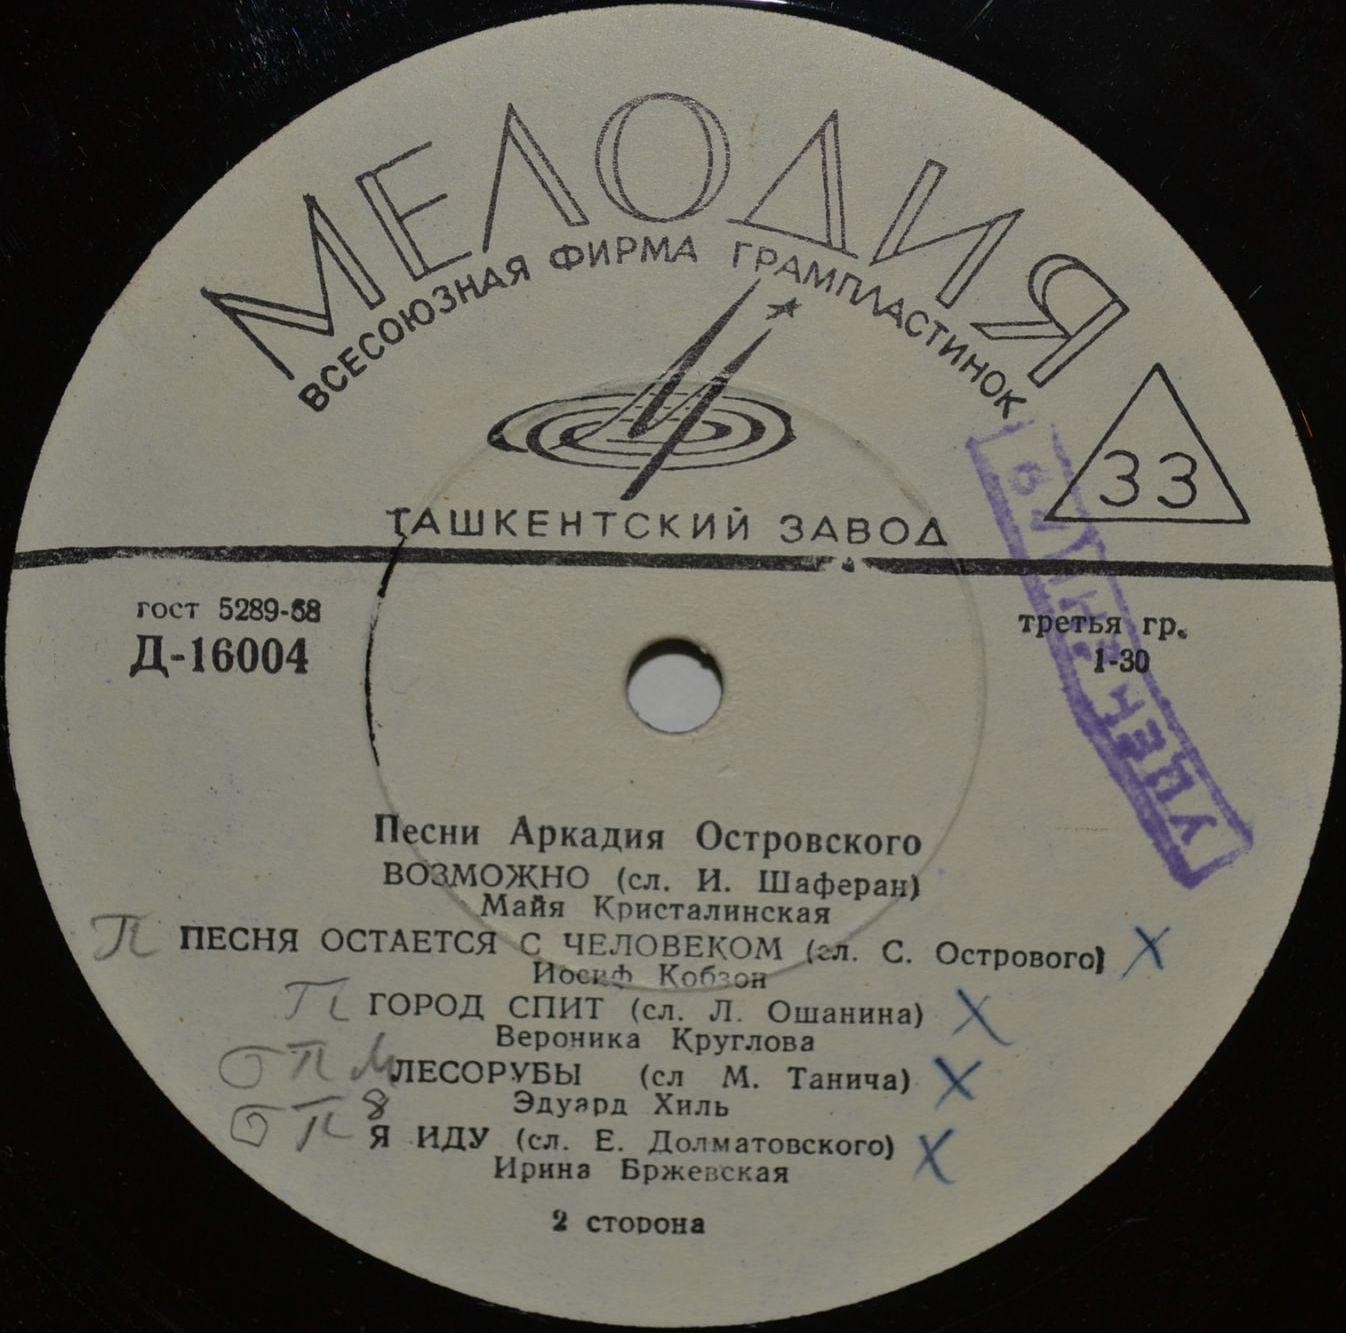 МЕЛОДИЯ
ВСЕСОЮЗНАЯ ФИРМА ГРАМПЛАСТИНОК
33
ТАШКЕНТСКИЙ ЗАВОД
гост 5289-68
Д-16004
третья гр.
1-30
УЦЕНЕНО
Песни Аркадия Островского
ВОЗМОЖНО (сл. И. Шаферан)
Майя Кристалинская
П ПЕСНЯ ОСТАЕТСЯ С ЧЕЛОВЕКОМ (сл. С. Острового) X
Иосиф Кобзон
П ГОРОД СПИТ (сл. Л. Ошанина) X
Вероника Круглова
О П М ЛЕСОРУБЫ (сл М. Танича) X
Эдуард Хиль
О П 8 Я ИДУ (сл. Е. Долматовского) X
Ирина Бржевская
2 сторона